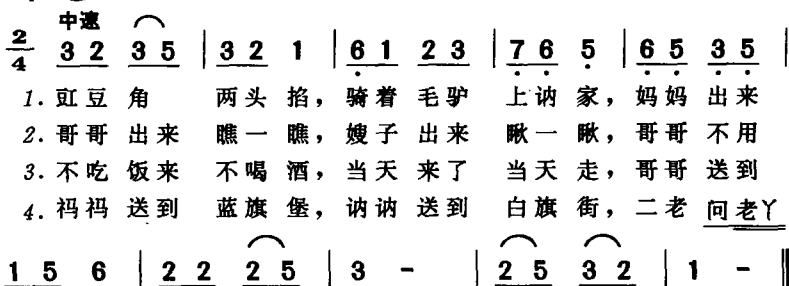 中速
2/4 3 2 3 5 | 3 2 1 | 6 1 2 3 | 7 6 5 | 6 5 3 5 |
1. 豇豆角 两头掐，骑着毛驴 上讷家，妈妈出来
2. 哥哥出来 瞧一瞧，嫂子出来 瞅一瞅，哥哥不用
3. 不吃饭来 不喝酒，当天来了 当天走，哥哥送到
4. 祃祃送到 蓝旗堡，讷讷送到 白旗街，二老问老丫
1 5 6 | 2 2 2 5 | 3 - | 2 5 3 2 | 1 - ‖